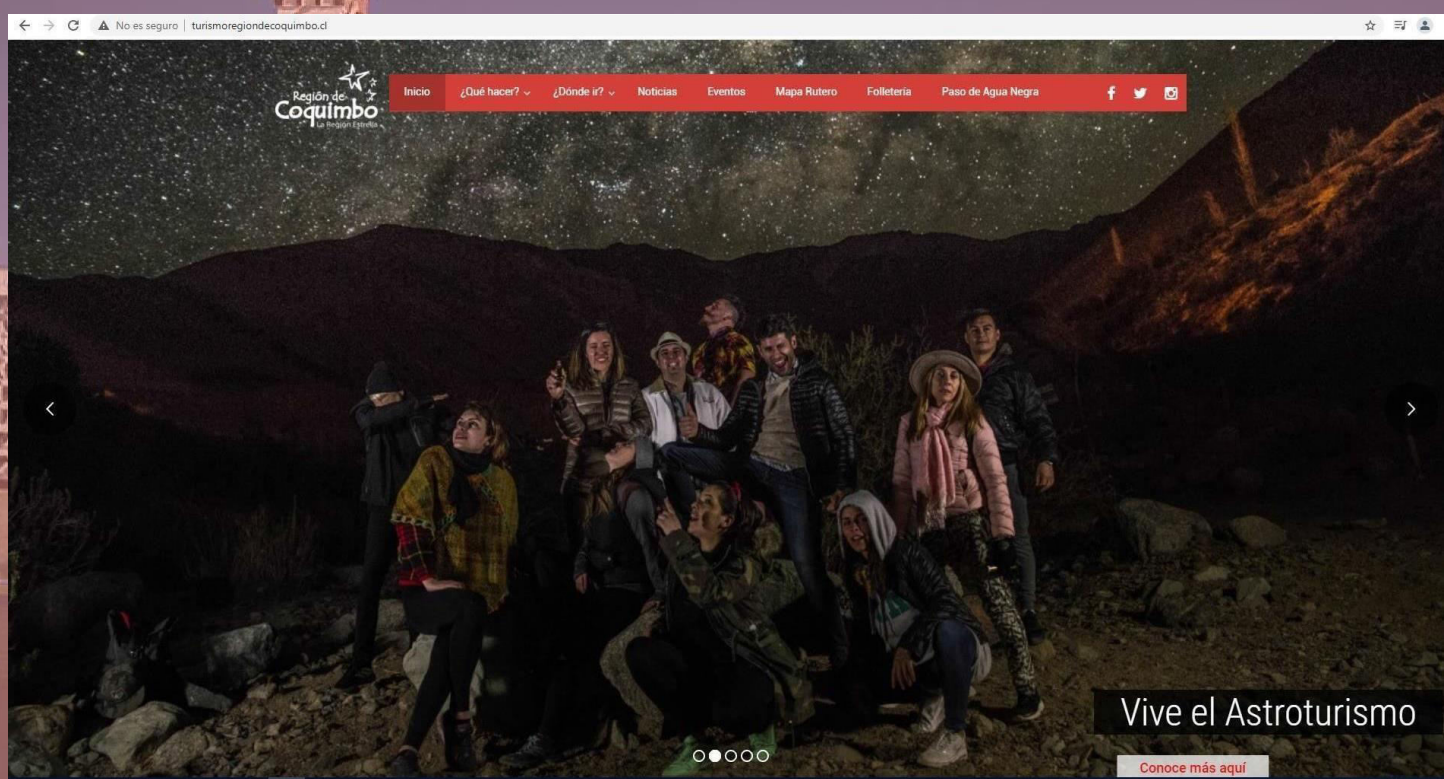 No es seguro | turismoregiondecoquimbo.cl
Región de
Coquimbo
La Región Estrella
Inicio ¿Qué hacer? ¿Dónde ir? Noticias Eventos Mapa Rutero Folletería Paso de Agua Negra
Vive el Astroturismo
Conoce más aquí